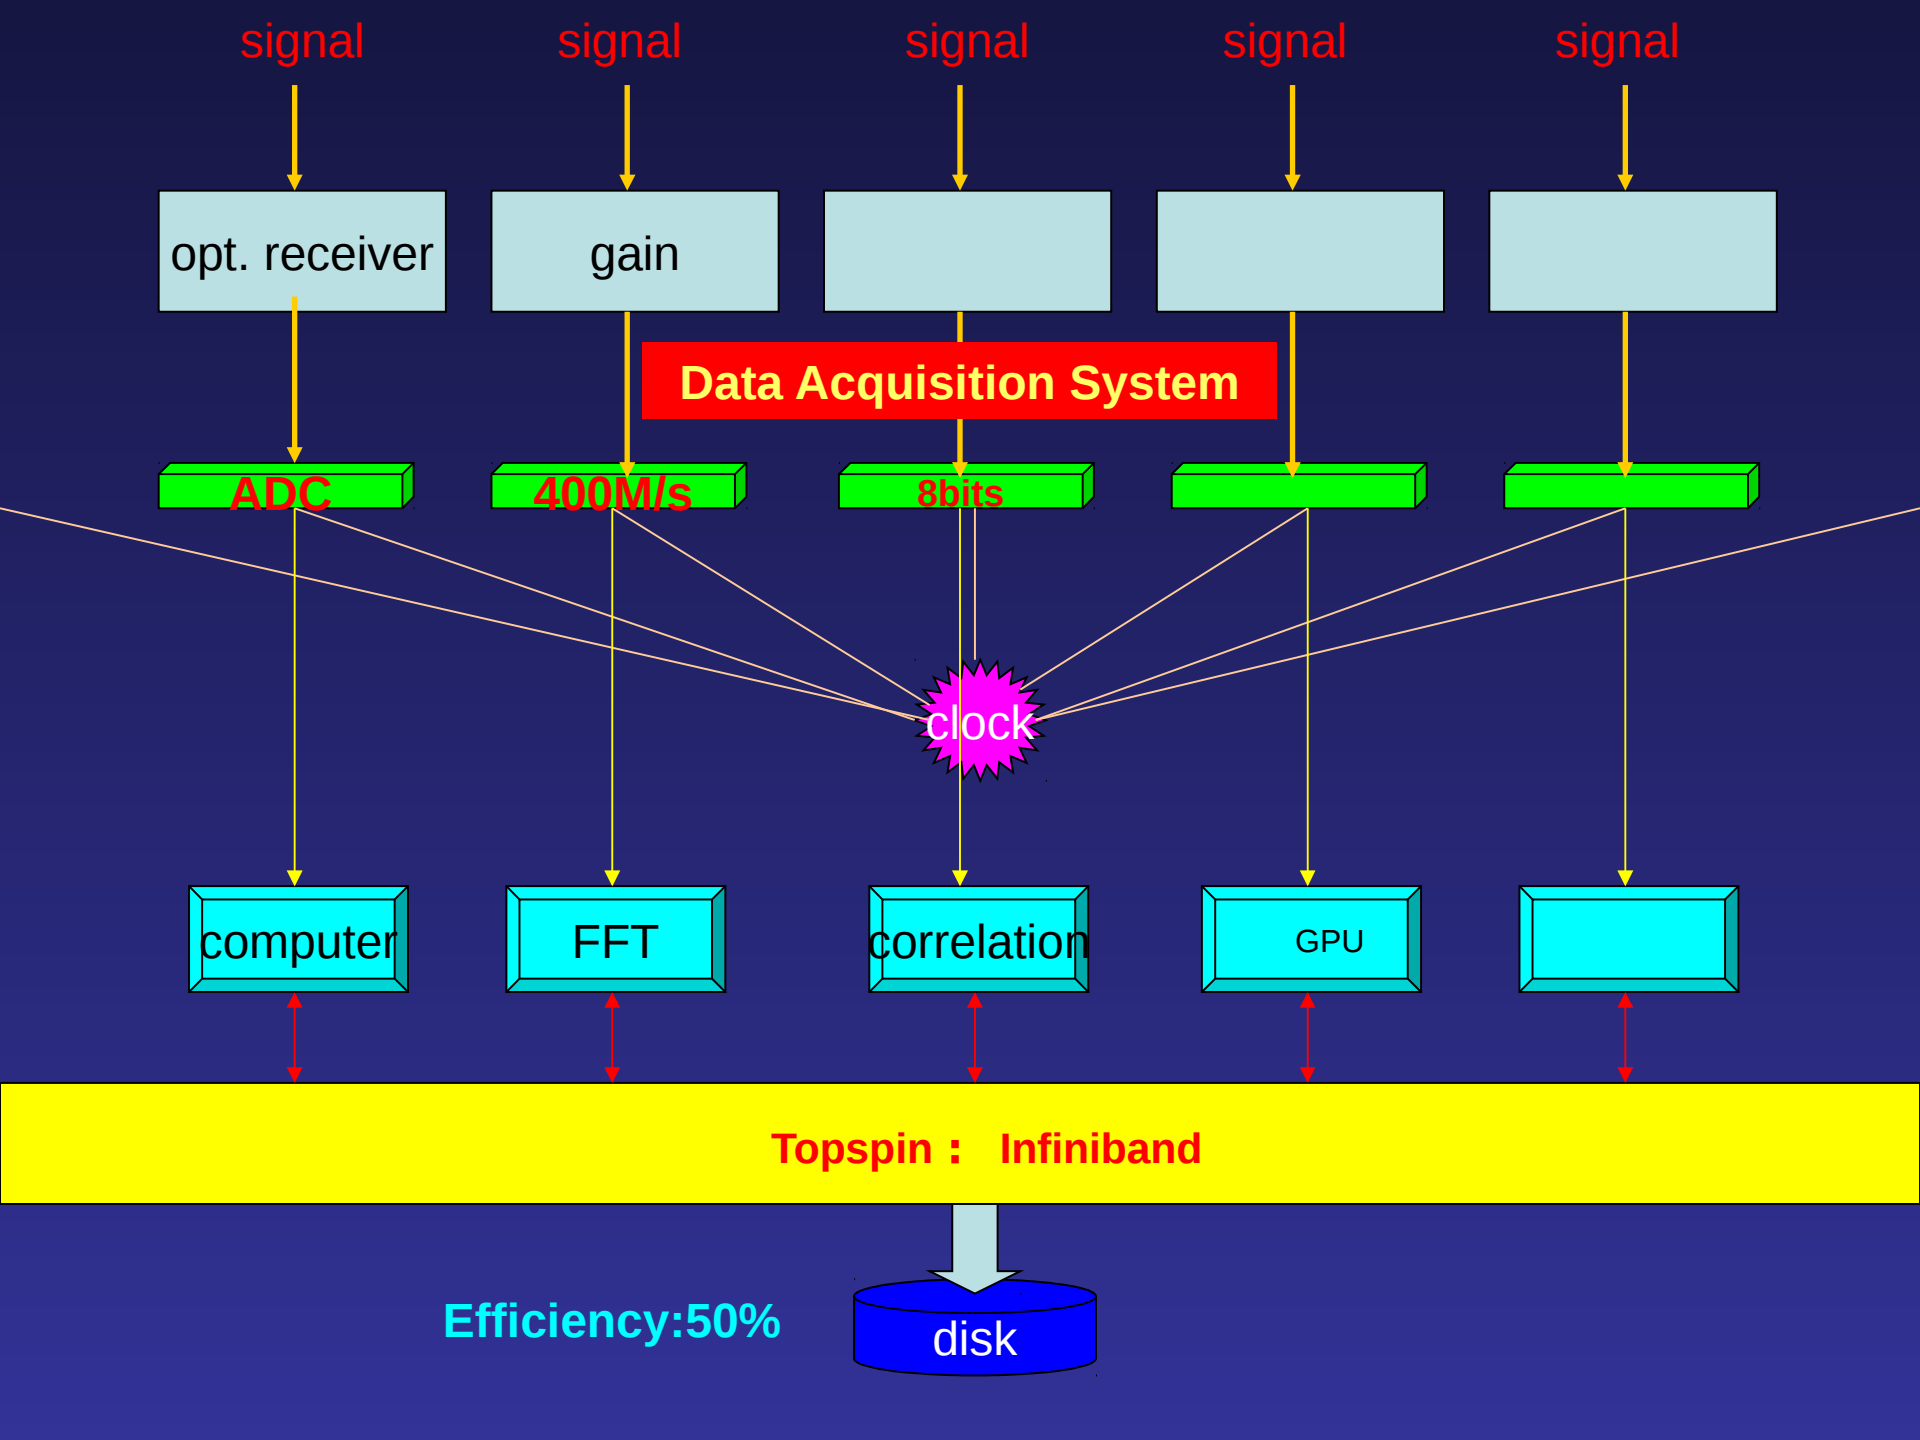 signal signal signal signal signal
opt. receiver gain
Data Acquisition System
ADC 400M/s 8bits
clock
computer FFT correlation GPU
Topspin： Infiniband
Efficiency:50%
disk